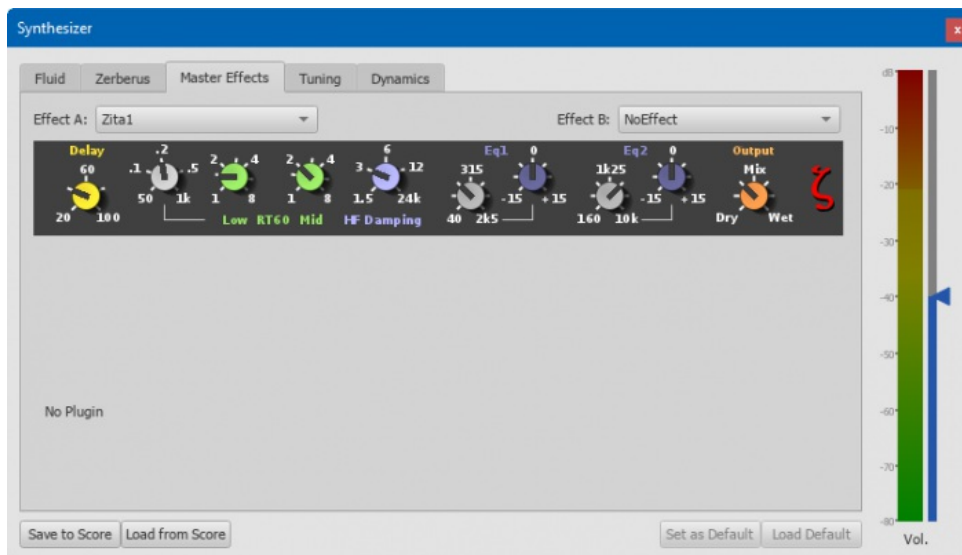 Synthesizer
x
Fluid Zerberus Master Effects Tuning Dynamics
dB
Effect A: Zita1 Effect B: NoEffect
Delay .2 6 Eq1 0 Eq2 0 Output
60 .1 .5 2 4 2 4 3 12 315 1k25 Mix
20 100 50 1k 1 8 1 8 1.5 24k 40 2k5 -15 +15 160 10k -15 +15 Dry Wet
Low RT60 Mid HF Damping
ζ
-10
-20
-30
-40
-50
-60
-70
-80
No Plugin
Save to Score Load from Score Set as Default Load Default
Vol.